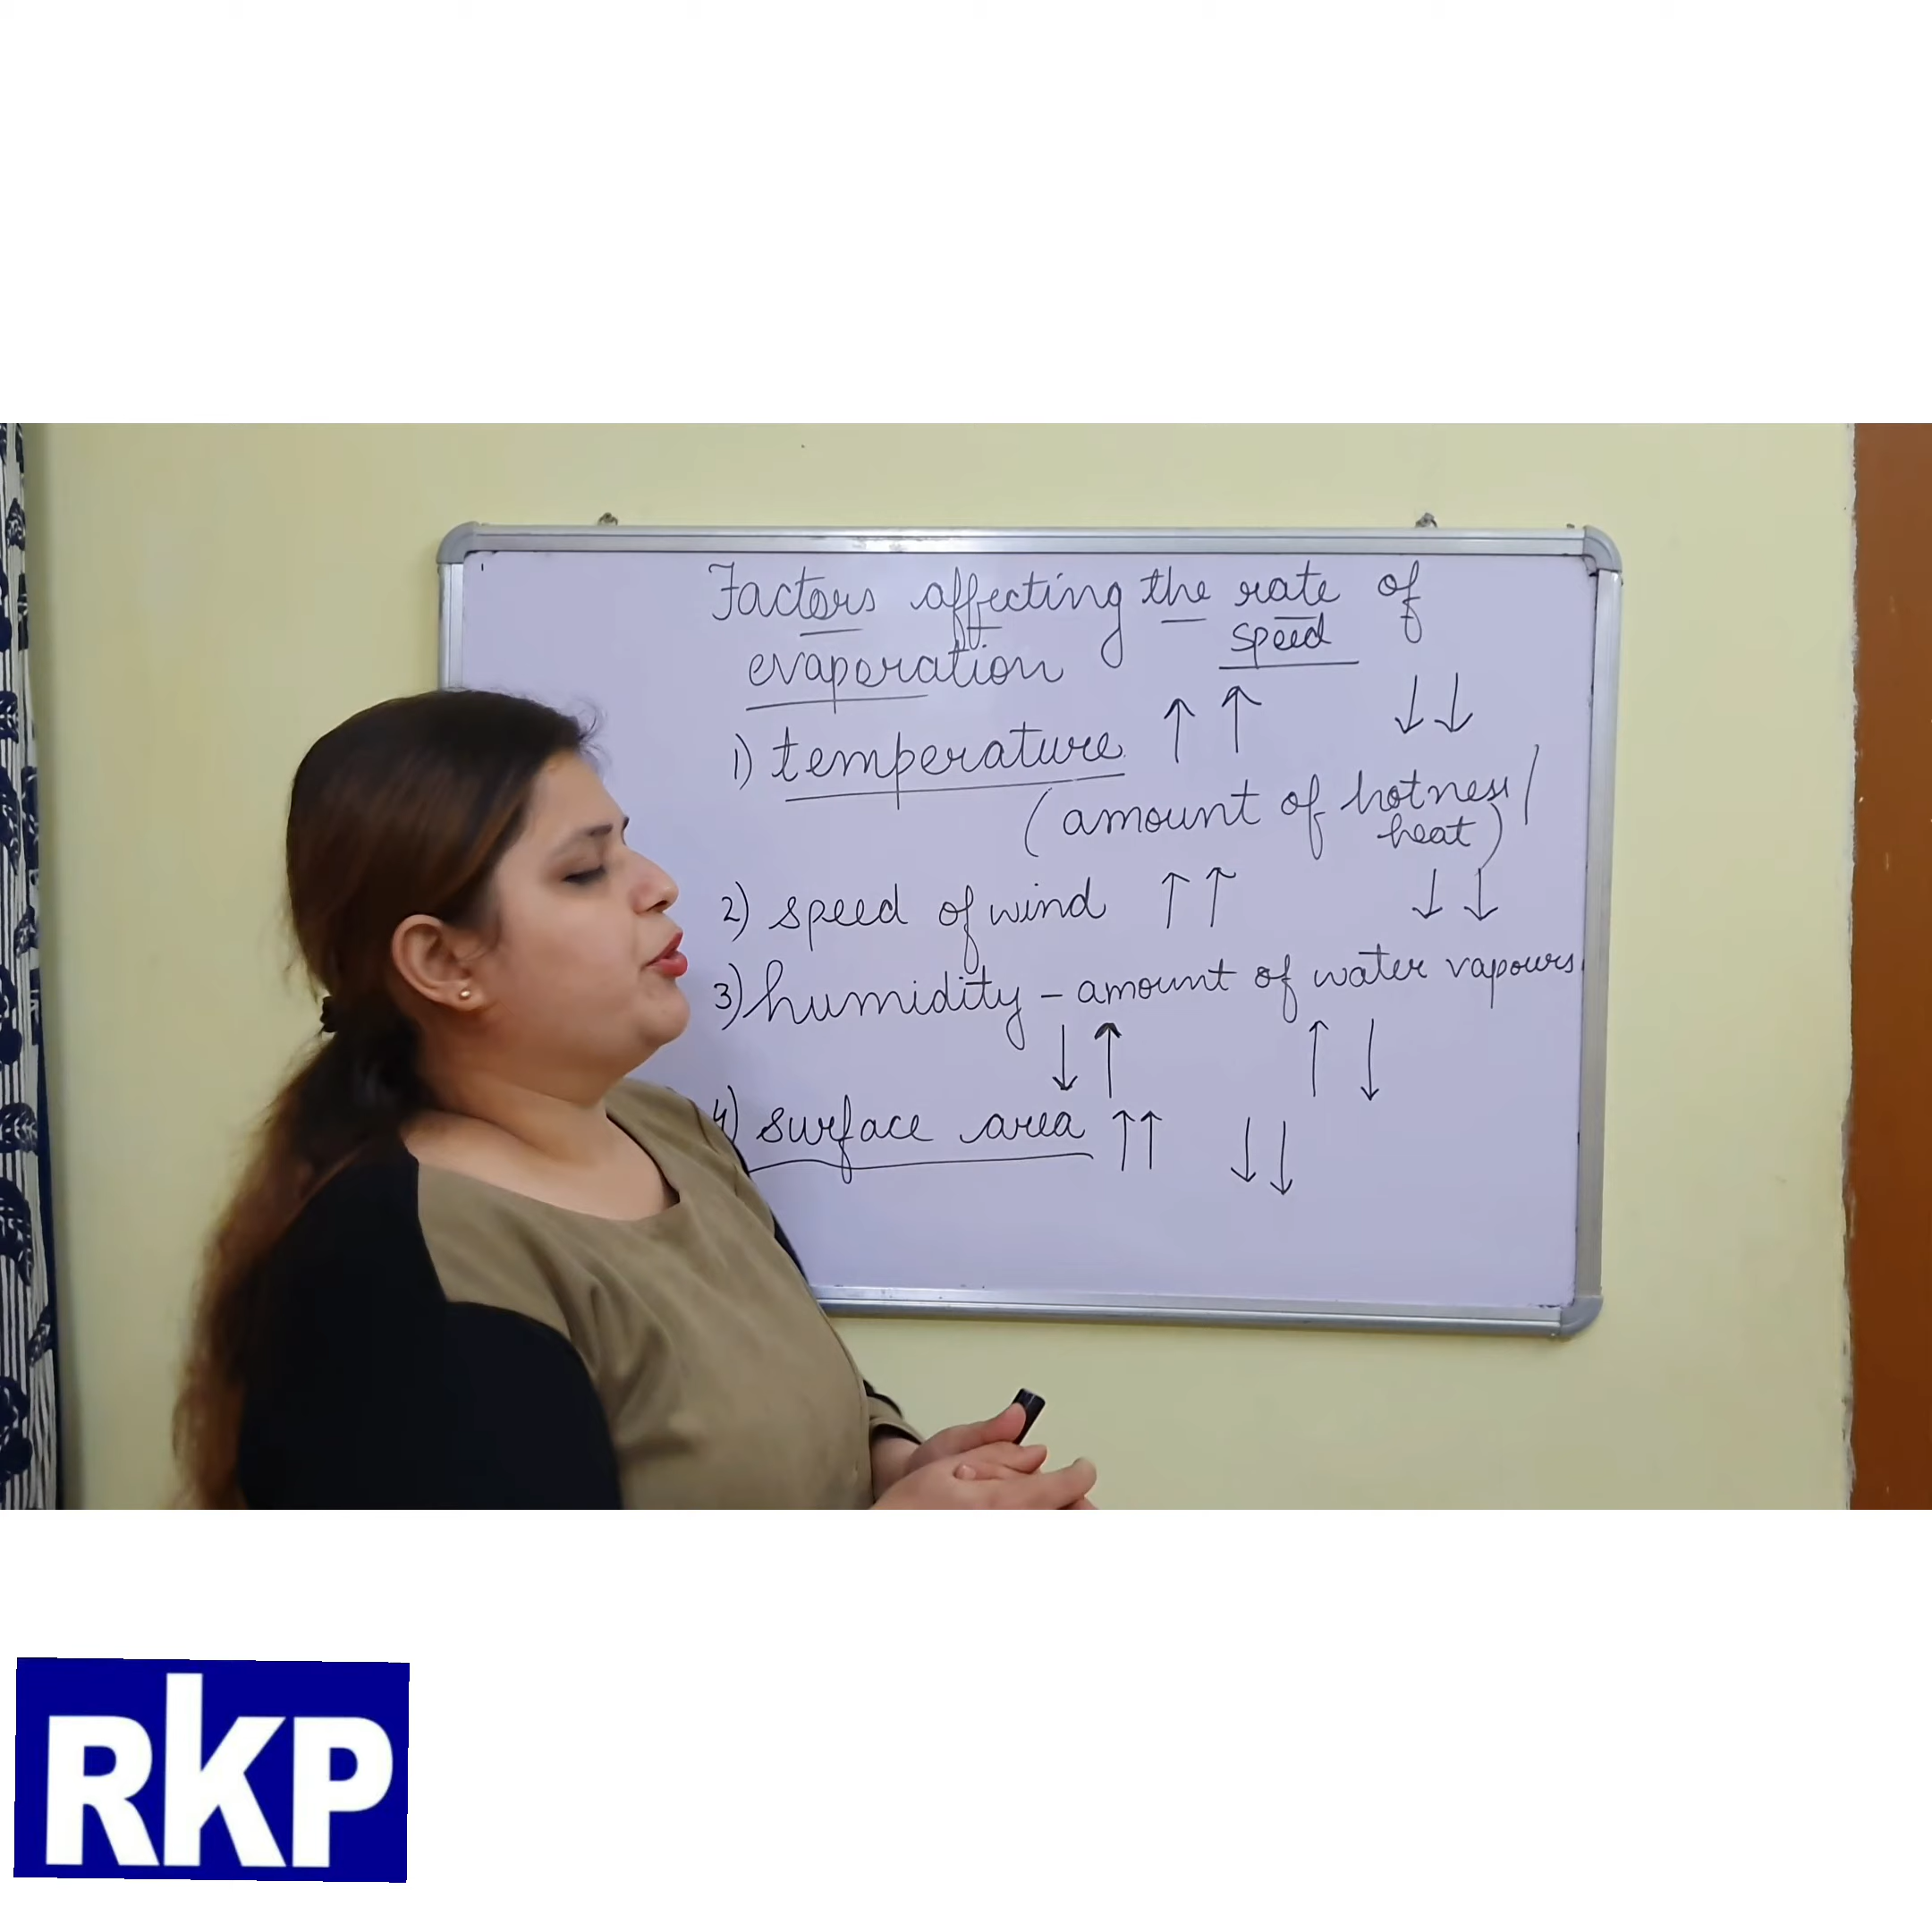 Factors affecting the rate of
speed
evaporation
1) temperature ↑ ↑ ↓ ↓
(amount of hotness/
heat)
2) speed of wind ↑ ↑ ↓ ↓
3) humidity – amount of water vapours
↓ ↑ ↑ ↓
4) surface area ↑↑ ↓↓
RKP